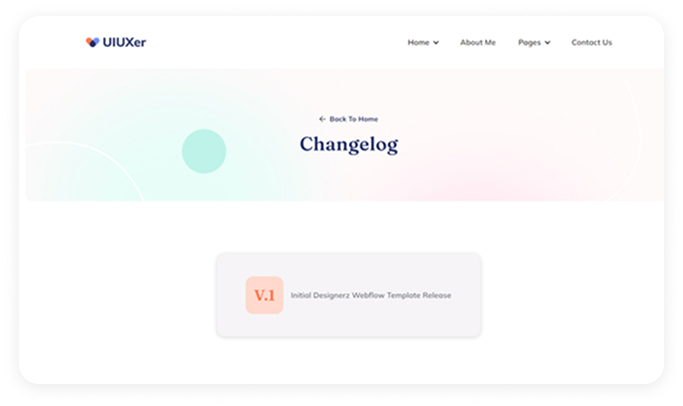 UIUXer
Home
About Me
Pages
Contact Us
Back To Home
Changelog
V.1
Initial Designerz Webflow Template Release